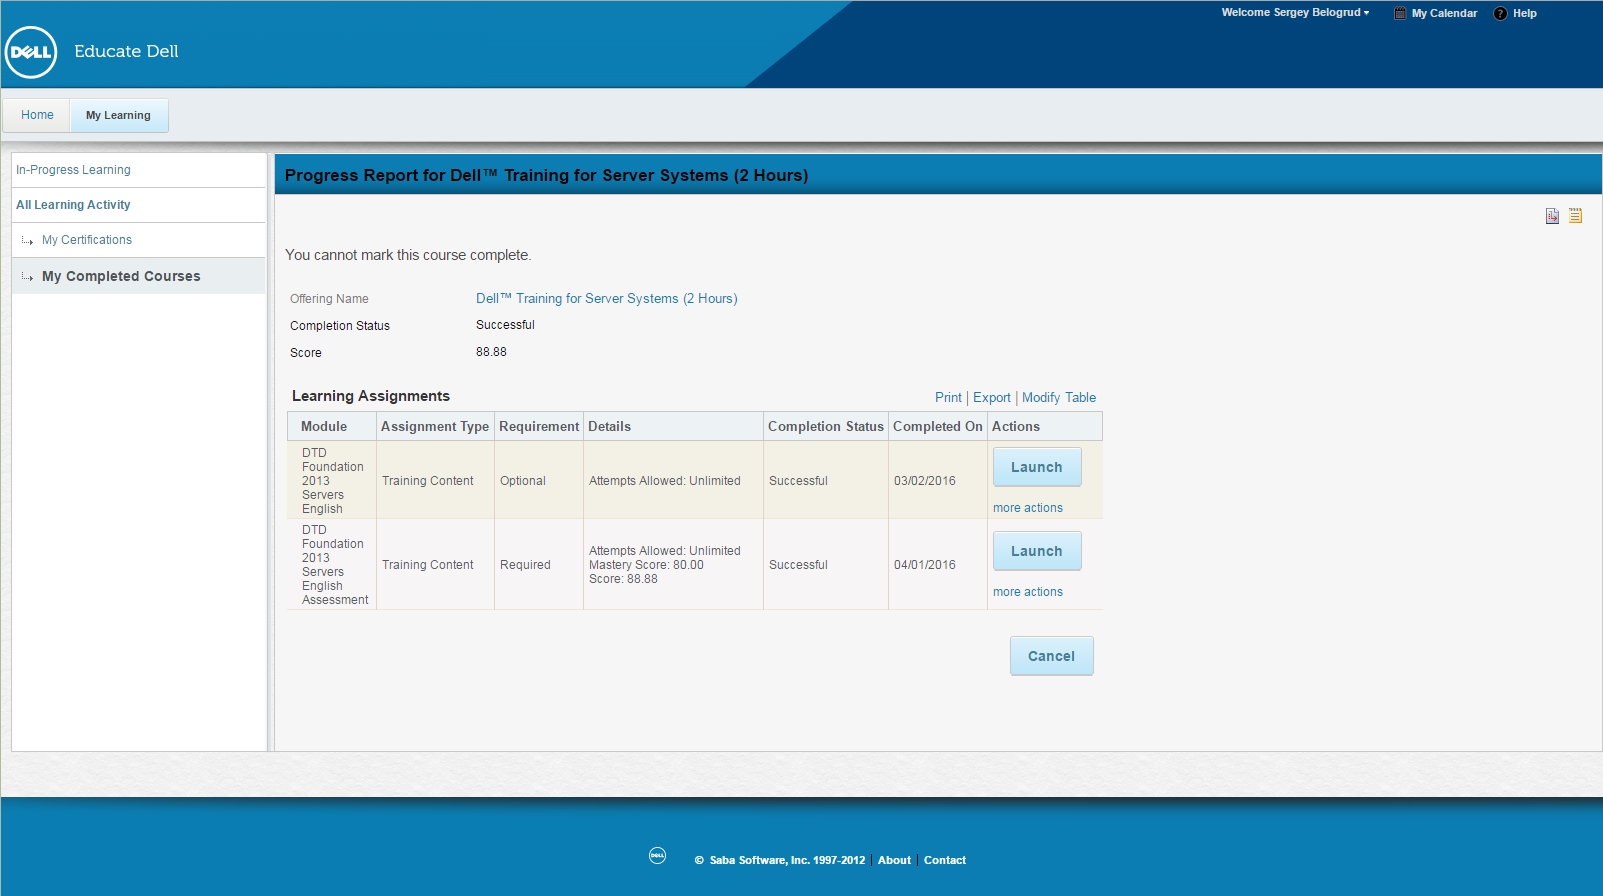 Welcome Sergey Belogrud
My Calendar
? Help
DELL
Educate Dell
Home
My Learning
In-Progress Learning
All Learning Activity
My Certifications
My Completed Courses
Progress Report for Dell™ Training for Server Systems (2 Hours)
You cannot mark this course complete.
Offering Name Dell™ Training for Server Systems (2 Hours)
Completion Status Successful
Score 88.88
Learning Assignments
Print | Export | Modify Table
Module Assignment Type Requirement Details Completion Status Completed On Actions
DTD
Foundation
2013
Servers
English
Training Content
Optional
Attempts Allowed: Unlimited
Successful
03/02/2016
Launch
more actions
DTD
Foundation
2013
Servers
English
Assessment
Training Content
Required
Attempts Allowed: Unlimited
Mastery Score: 80.00
Score: 88.88
Successful
04/01/2016
Launch
more actions
Cancel
DELL
© Saba Software, Inc. 1997-2012 | About | Contact